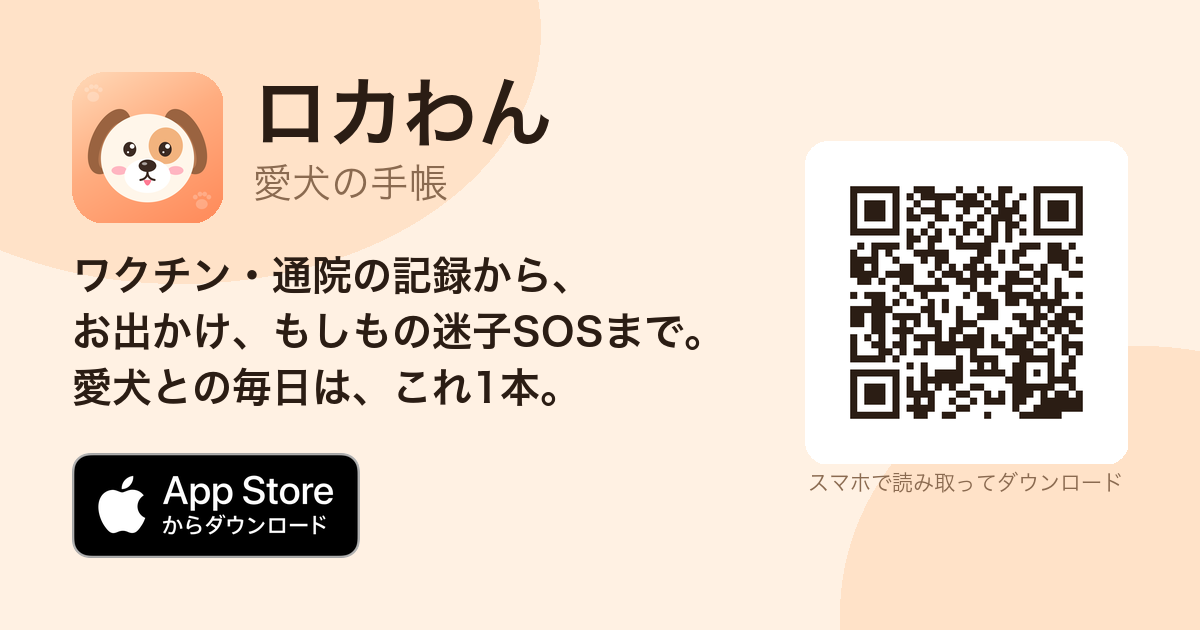 ロカわん
愛犬の手帳
ワクチン・通院の記録から、
お出かけ、もしもの迷子SOSまで。
愛犬との毎日は、これ1本。
App Store
からダウンロード
スマホで読み取ってダウンロード